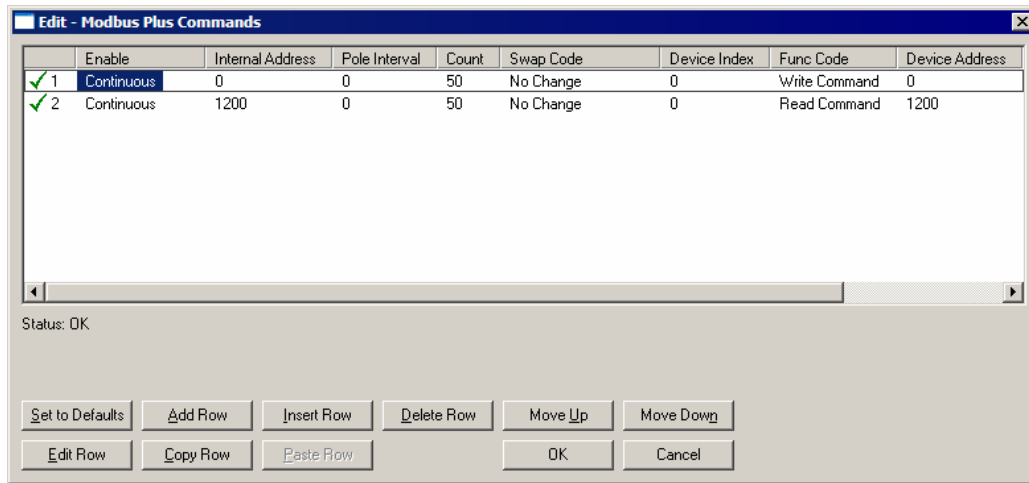 Edit - Modbus Plus Commands
Enable Internal Address Pole Interval Count Swap Code Device Index Func Code Device Address
1 Continuous 0 0 50 No Change 0 Write Command 0
2 Continuous 1200 0 50 No Change 0 Read Command 1200
Status: OK
Set to Defaults Add Row Insert Row Delete Row Move Up Move Down
Edit Row Copy Row Paste Row OK Cancel